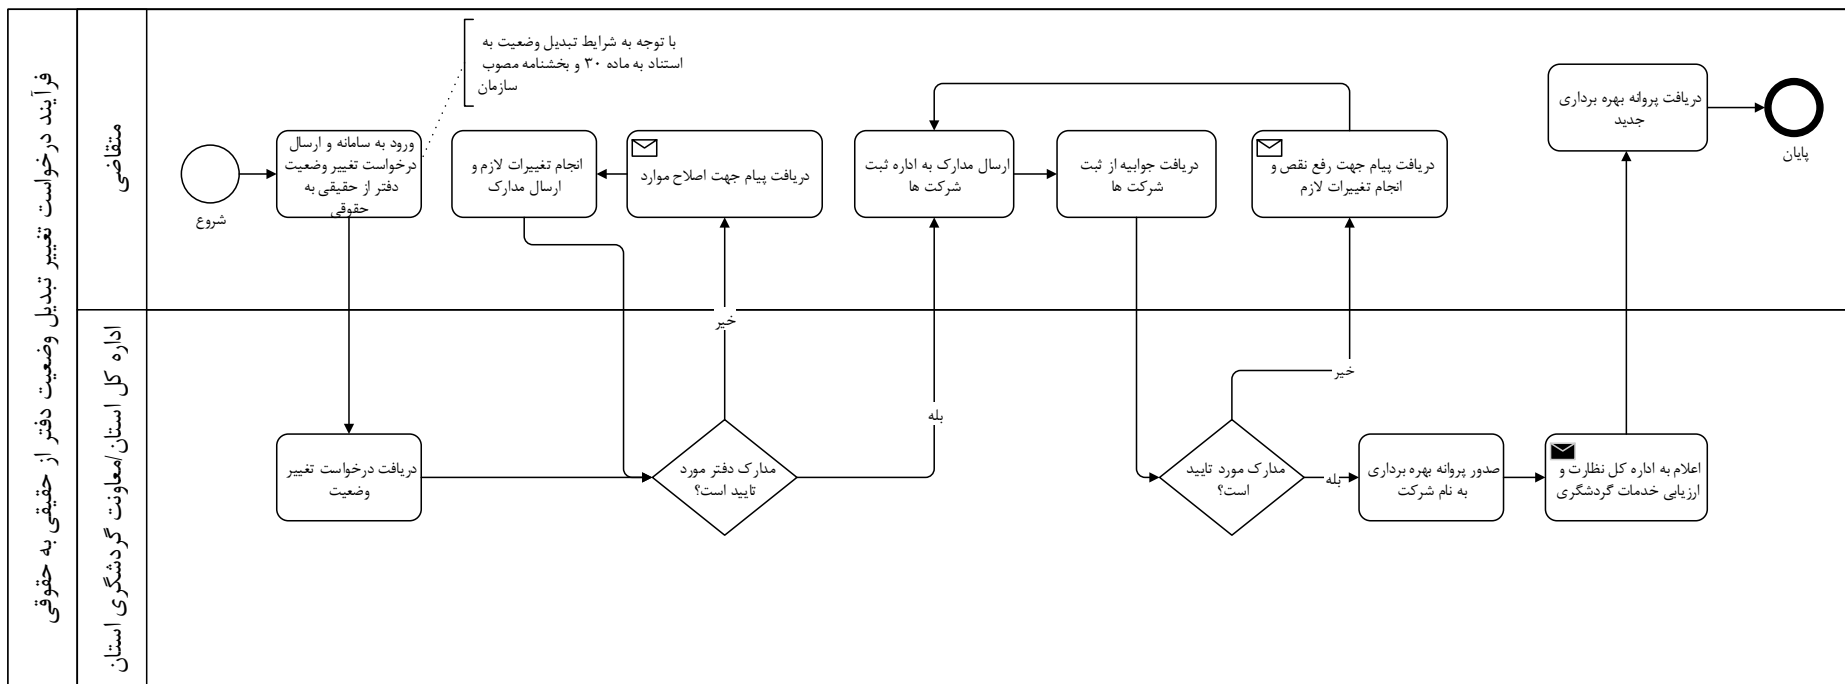 فرآیند درخواست تغییر تبدیل وضعیت دفتر از حقیقی به حقوقی
متقاضی
با توجه به شرایط تبدیل وضعیت به
استناد به ماده ۳۰ و بخشنامه مصوب
سازمان
شروع
ورود به سامانه و ارسال
درخواست تغییر وضعیت
دفتر از حقیقی به
حقوقی
انجام تغییرات لازم و
ارسال مدارک
دریافت پیام جهت اصلاح موارد
ارسال مدارک به اداره ثبت
شرکت ها
دریافت جوابیه از ثبت
شرکت ها
دریافت پیام جهت رفع نقص و
انجام تغییرات لازم
دریافت پروانه بهره برداری
جدید
پایان
اداره کل استان/معاونت گردشگری استان
دریافت درخواست تغییر
وضعیت
مدارک دفتر مورد
تایید است؟
خیر
بله
مدارک مورد تایید
است؟
خیر
بله
صدور پروانه بهره برداری
به نام شرکت
اعلام به اداره کل نظارت و
ارزیابی خدمات گردشگری